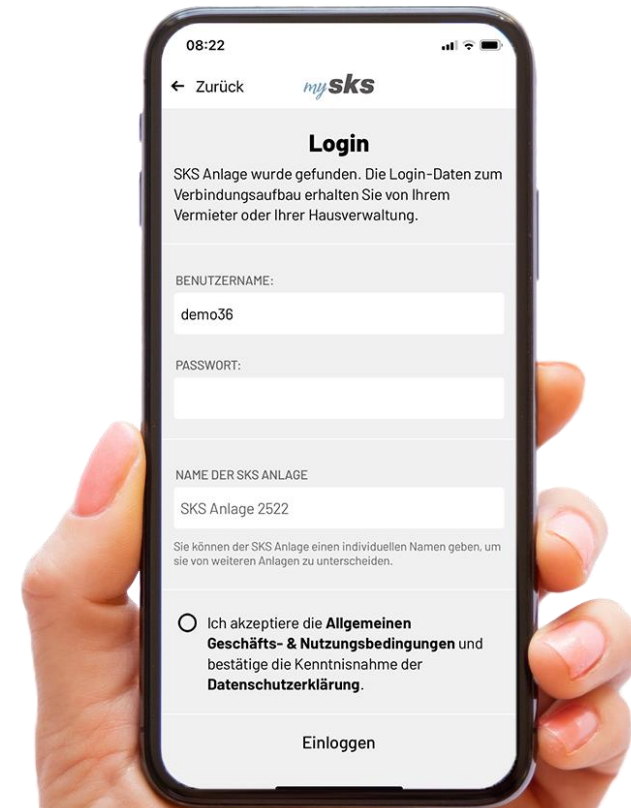 08:22
← Zurück
mysks
Login
SKS Anlage wurde gefunden. Die Login-Daten zum
Verbindungsaufbau erhalten Sie von Ihrem
Vermieter oder Ihrer Hausverwaltung.
BENUTZERNAME:
demo36
PASSWORT:
NAME DER SKS ANLAGE
SKS Anlage 2522
Sie können der SKS Anlage einen individuellen Namen geben, um
sie von weiteren Anlagen zu unterscheiden.
Ich akzeptiere die Allgemeinen
Geschäfts- & Nutzungsbedingungen und
bestätige die Kenntnisnahme der
Datenschutzerklärung.
Einloggen